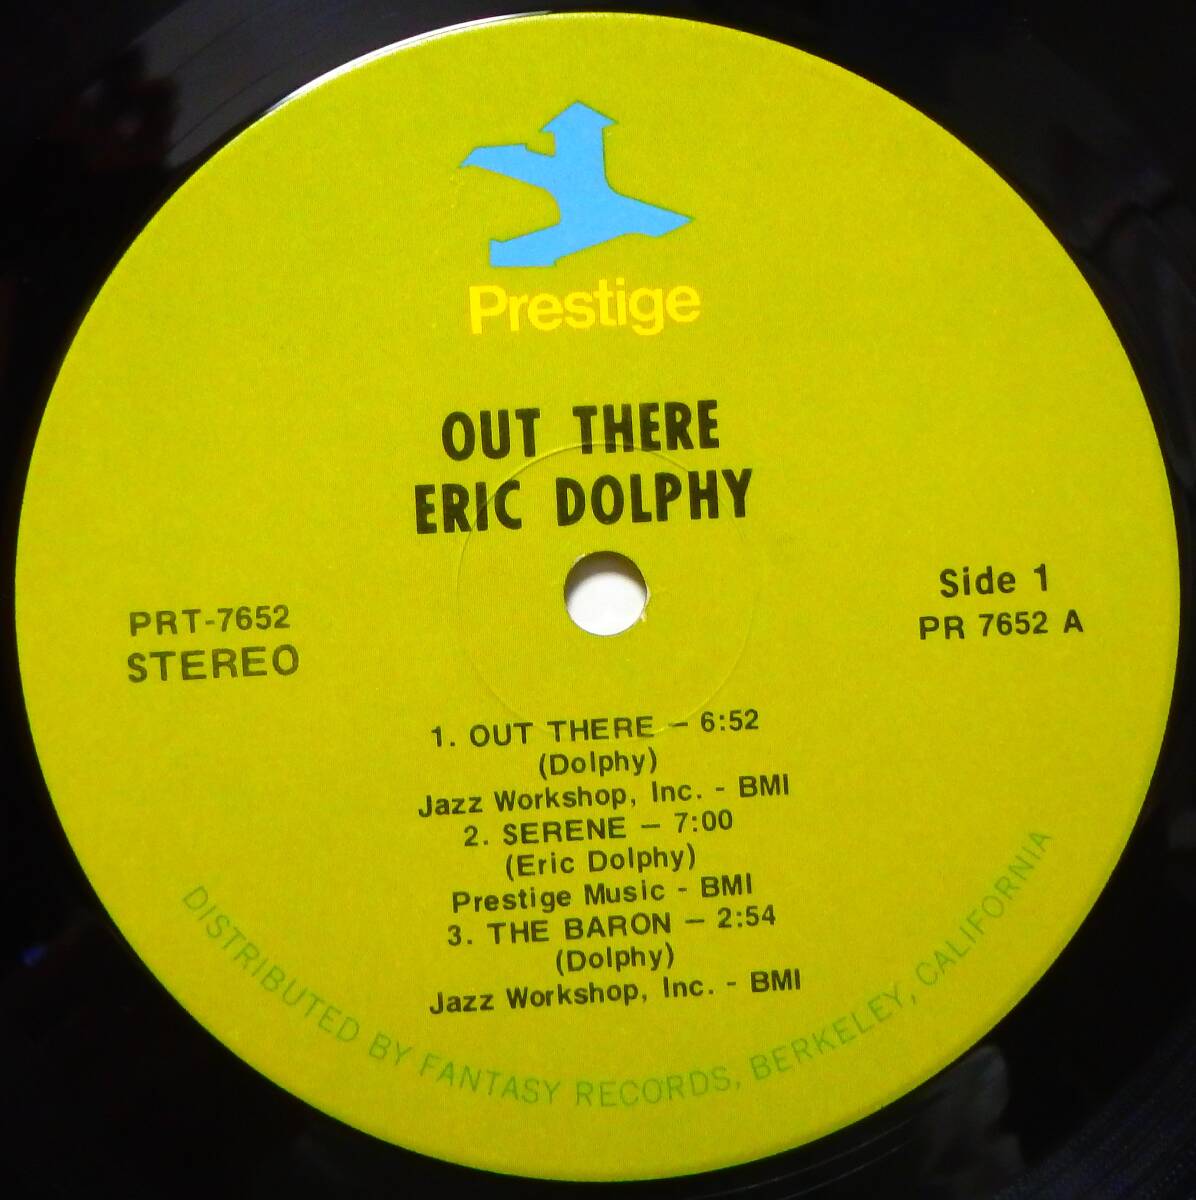 Prestige
OUT THERE
ERIC DOLPHY
Side 1
PR 7652 A
PRT-7652
STEREO
1. OUT THERE – 6:52
(Dolphy)
Jazz Workshop, Inc. - BMI
2. SERENE – 7:00
(Eric Dolphy)
Prestige Music - BMI
3. THE BARON – 2:54
(Dolphy)
Jazz Workshop, Inc. - BMI
DISTRIBUTED BY FANTASY RECORDS, BERKELEY, CALIFORNIA